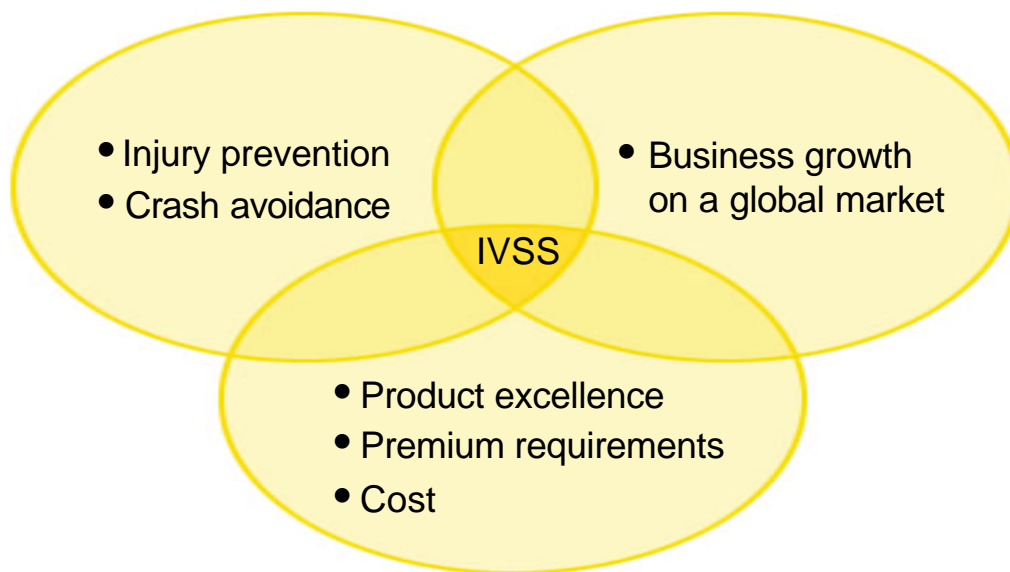 • Injury prevention
• Crash avoidance
• Business growth
on a global market
IVSS
• Product excellence
• Premium requirements
• Cost